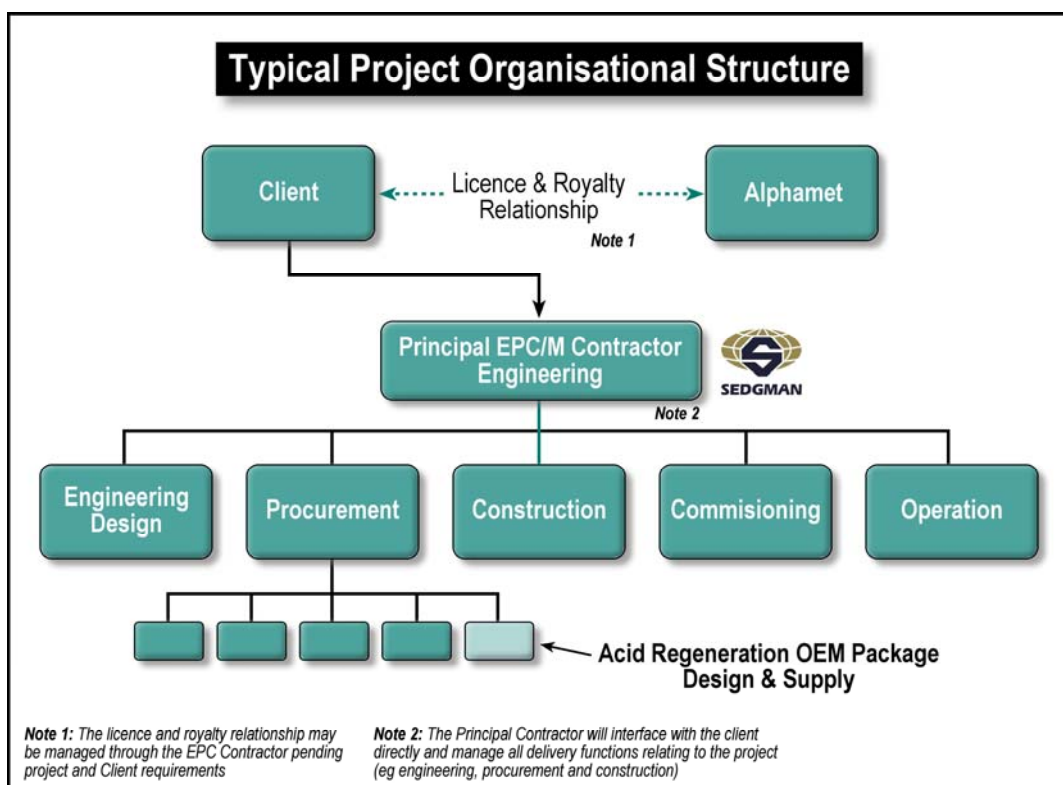 Typical Project Organisational Structure
Client
Licence & Royalty
Relationship
Alphamet
Note 1
Principal EPC/M Contractor
Engineering
SEDGMAN
Note 2
Engineering
Design
Procurement
Construction
Commisioning
Operation
Acid Regeneration OEM Package
Design & Supply
Note 1: The licence and royalty relationship may
be managed through the EPC Contractor pending
project and Client requirements
Note 2: The Principal Contractor will interface with the client
directly and manage all delivery functions relating to the project
(eg engineering, procurement and construction)